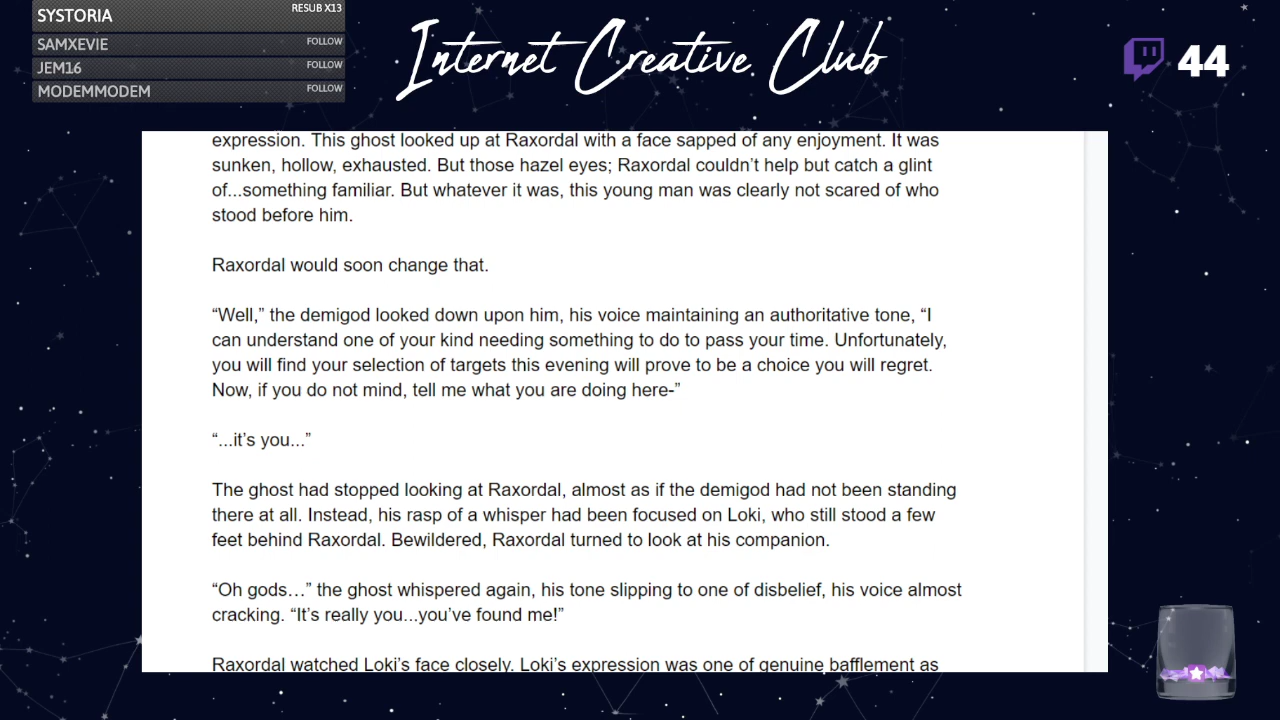 SYSTORIA RESUB X13
SAMXEVIE FOLLOW
JEM16 FOLLOW
MODEMMODEM FOLLOW
Internet Creative Club
44
expression. This ghost looked up at Raxordal with a face sapped of any enjoyment. It was
sunken, hollow, exhausted. But those hazel eyes; Raxordal couldn’t help but catch a glint
of...something familiar. But whatever it was, this young man was clearly not scared of who
stood before him.
Raxordal would soon change that.
“Well,” the demigod looked down upon him, his voice maintaining an authoritative tone, “I
can understand one of your kind needing something to do to pass your time. Unfortunately,
you will find your selection of targets this evening will prove to be a choice you will regret.
Now, if you do not mind, tell me what you are doing here-”
“...it’s you...”
The ghost had stopped looking at Raxordal, almost as if the demigod had not been standing
there at all. Instead, his rasp of a whisper had been focused on Loki, who still stood a few
feet behind Raxordal. Bewildered, Raxordal turned to look at his companion.
“Oh gods…” the ghost whispered again, his tone slipping to one of disbelief, his voice almost
cracking. “It’s really you...you’ve found me!”
Raxordal watched Loki’s face closely. Loki’s expression was one of genuine bafflement as